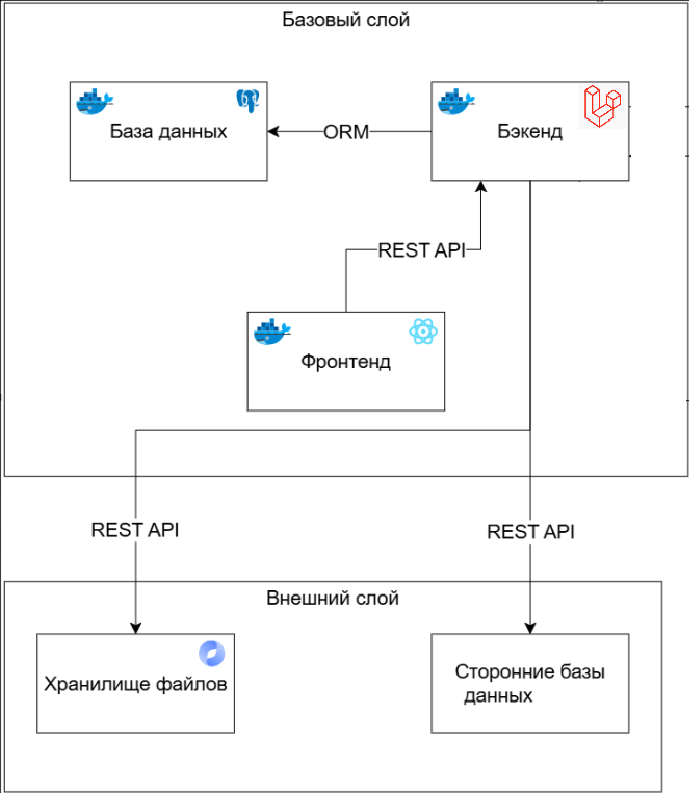 Базовый слой
База данных
ORM
Бэкенд
REST API
Фронтенд
REST API
REST API
Внешний слой
Хранилище файлов
Сторонние базы
данных